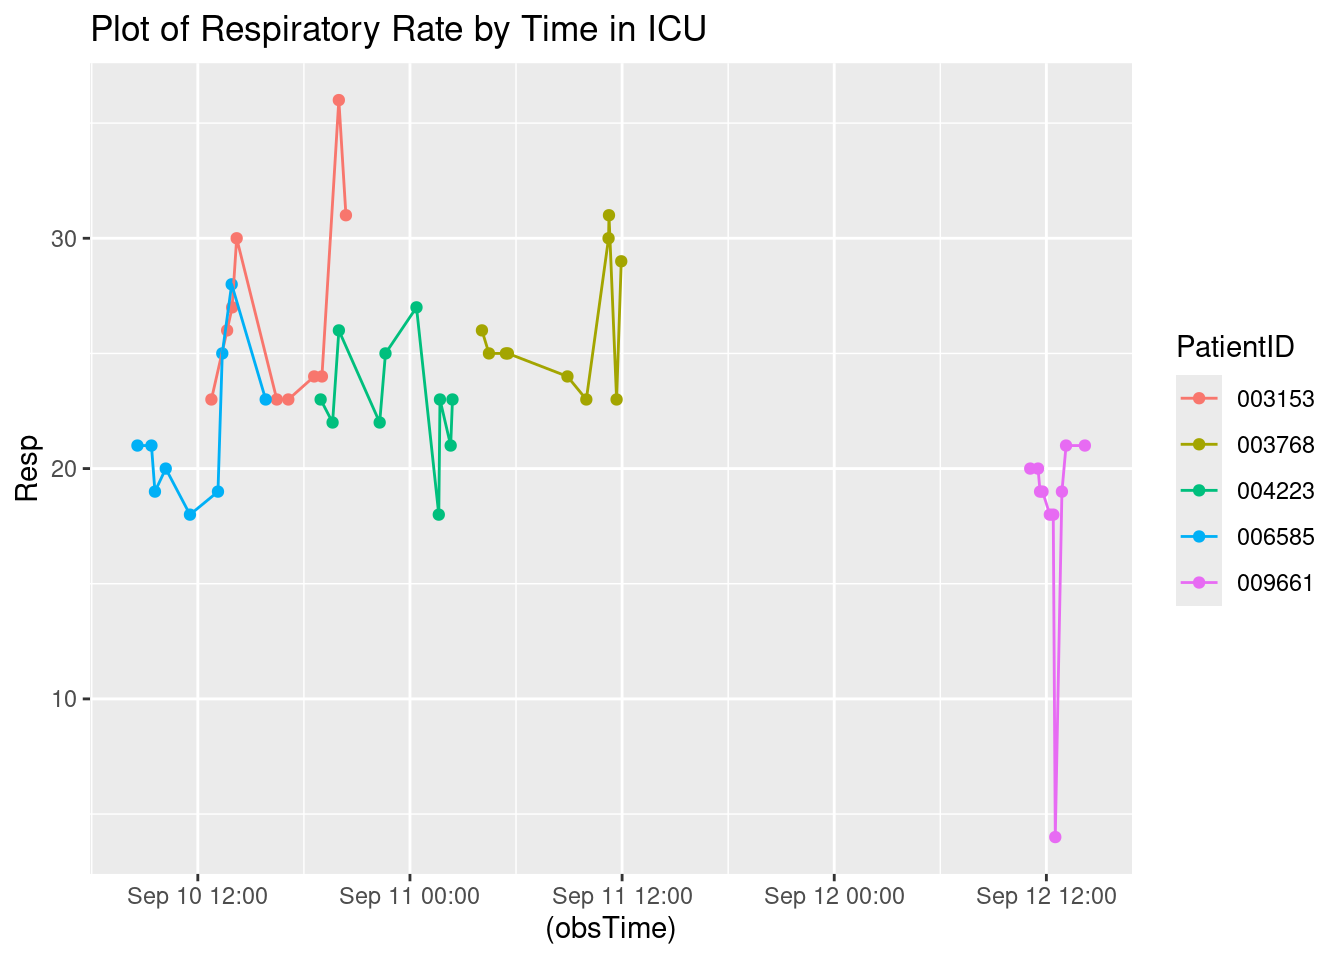 Plot of Respiratory Rate by Time in ICU
Resp
30
20
10
Sep 10 12:00
Sep 11 00:00
Sep 11 12:00
Sep 12 00:00
Sep 12 12:00
(obsTime)
PatientID
003153
003768
004223
006585
009661